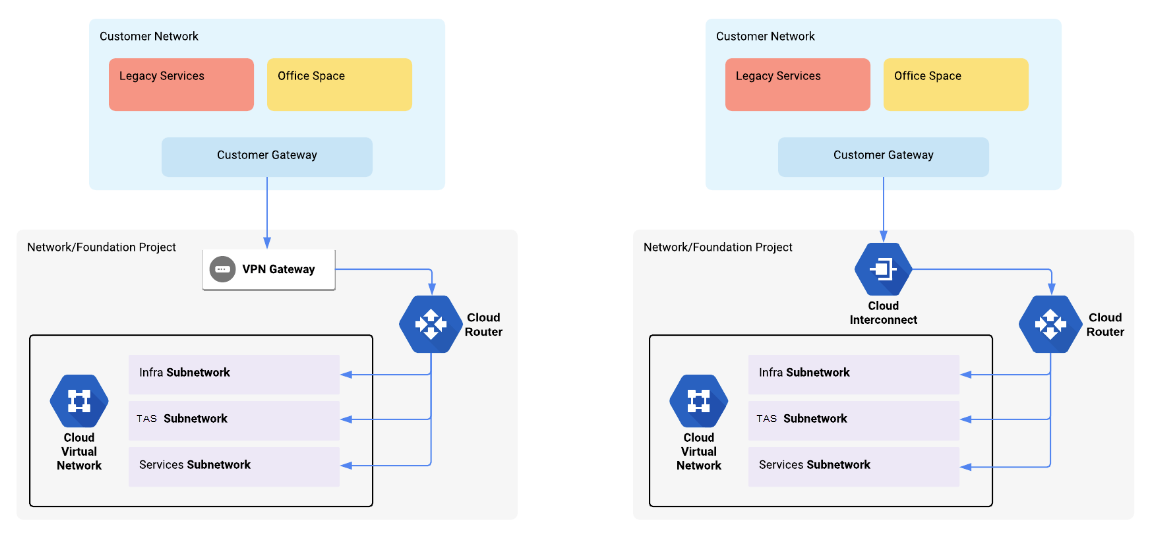 Customer Network
Legacy Services
Office Space
Customer Gateway
Network/Foundation Project
VPN Gateway
Cloud
Router
Infra Subnetwork
TAS Subnetwork
Services Subnetwork
Cloud
Virtual
Network
Customer Network
Legacy Services
Office Space
Customer Gateway
Network/Foundation Project
Cloud
Interconnect
Cloud
Router
Infra Subnetwork
TAS Subnetwork
Services Subnetwork
Cloud
Virtual
Network